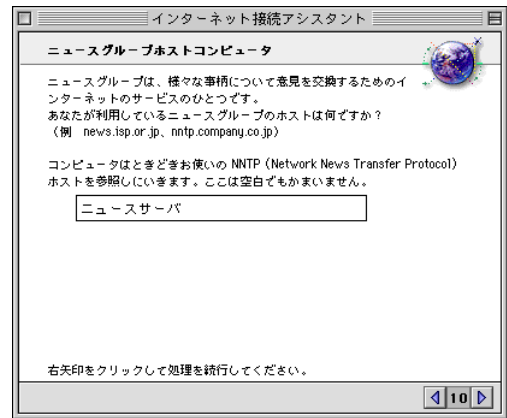 インターネット接続アシスタント
ニュースグループホストコンピュータ
ニュースグループは、様々な事柄について意見を交換するためのイ
ンターネットのサービスのひとつです。
あなたが利用しているニュースグループのホストは何ですか？
（例　news.isp.or.jp、nntp.company.co.jp）
コンピュータはときどきお使いの NNTP（Network News Transfer Protocol）
ホストを参照しにいきます。ここは空白でもかまいません。
ニュースサーバ
右矢印をクリックして処理を続行してください。
10